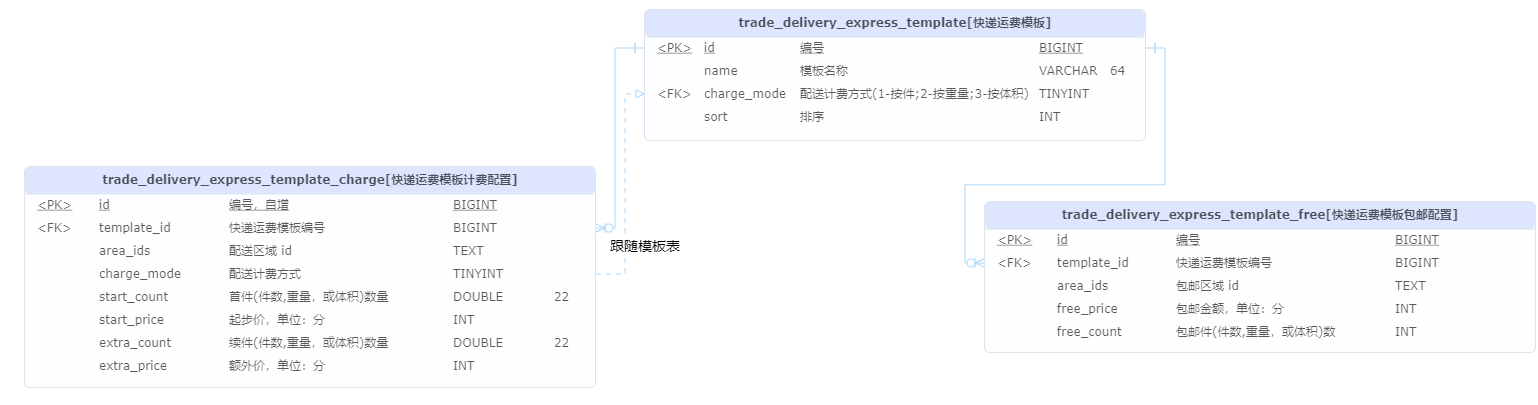 trade_delivery_express_template[快递运费模板]
<PK> id 编号 BIGINT
name 模板名称 VARCHAR 64
<FK> charge_mode 配送计费方式(1-按件;2-按重量;3-按体积) TINYINT
sort 排序 INT
trade_delivery_express_template_charge[快递运费模板计费配置]
<PK> id 编号，自增 BIGINT
<FK> template_id 快递运费模板编号 BIGINT
area_ids 配送区域 id TEXT
charge_mode 配送计费方式 TINYINT
start_count 首件(件数,重量，或体积)数量 DOUBLE 22
start_price 起步价，单位：分 INT
extra_count 续件(件数,重量，或体积)数量 DOUBLE 22
extra_price 额外价，单位：分 INT
跟随模板表
trade_delivery_express_template_free[快递运费模板包邮配置]
<PK> id 编号 BIGINT
<FK> template_id 快递运费模板编号 BIGINT
area_ids 包邮区域 id TEXT
free_price 包邮金额，单位：分 INT
free_count 包邮件(件数,重量，或体积)数 INT